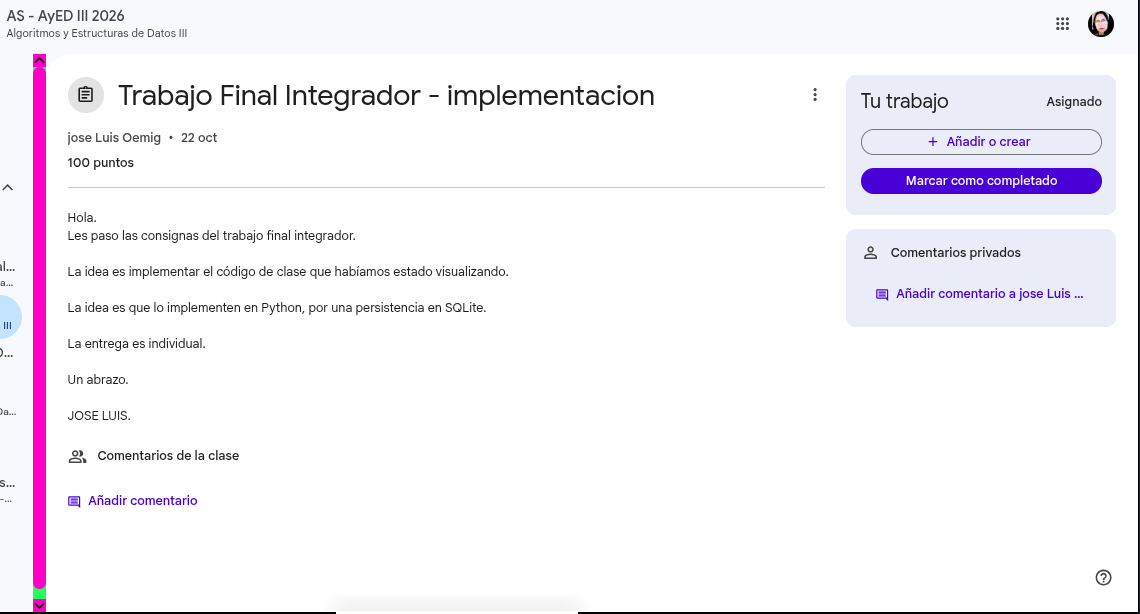 AS - AyED III 2026
Algoritmos y Estructuras de Datos III
Trabajo Final Integrador - implementacion
jose Luis Oemig • 22 oct
100 puntos
Hola.
Les paso las consignas del trabajo final integrador.
La idea es implementar el código de clase que habíamos estado visualizando.
La idea es que lo implementen en Python, por una persistencia en SQLite.
La entrega es individual.
Un abrazo.
JOSE LUIS.
Comentarios de la clase
Añadir comentario
Tu trabajo
Asignado
+ Añadir o crear
Marcar como completado
Comentarios privados
Añadir comentario a jose Luis ...
al...
a...
III
D...
Da...
s...
-...